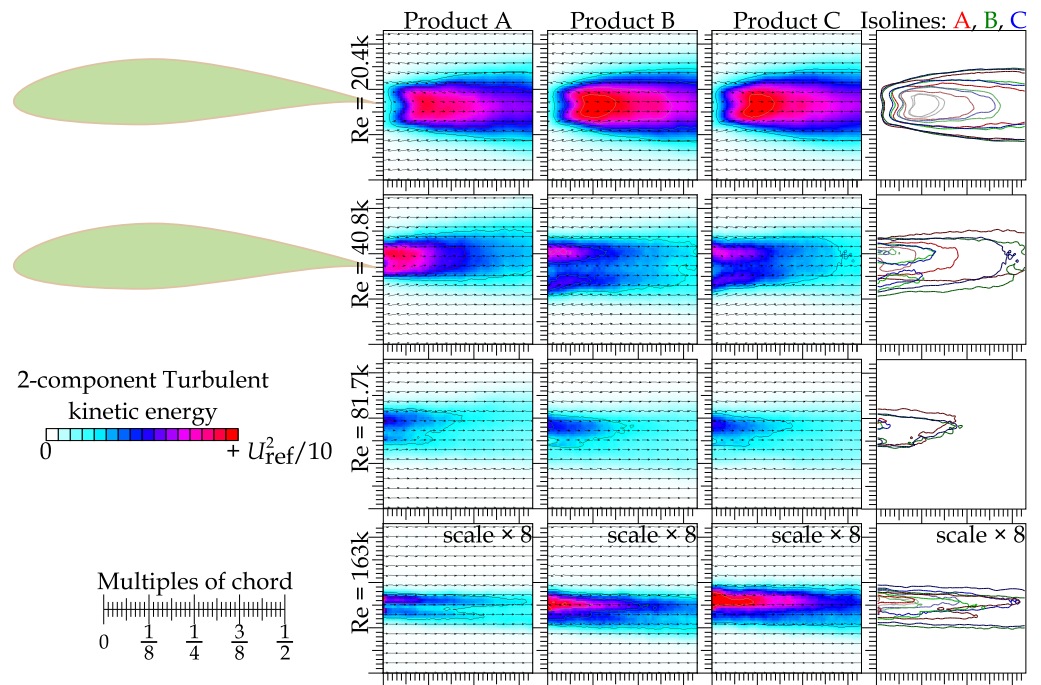 Product A Product B Product C Isolines: A, B, C
Re = 20.4k
Re = 40.8k
2-component Turbulent
kinetic energy
0 + U²ref/10
Re = 81.7k
scale × 8 scale × 8 scale × 8 scale × 8
Re = 163k
Multiples of chord
0 1/8 1/4 3/8 1/2